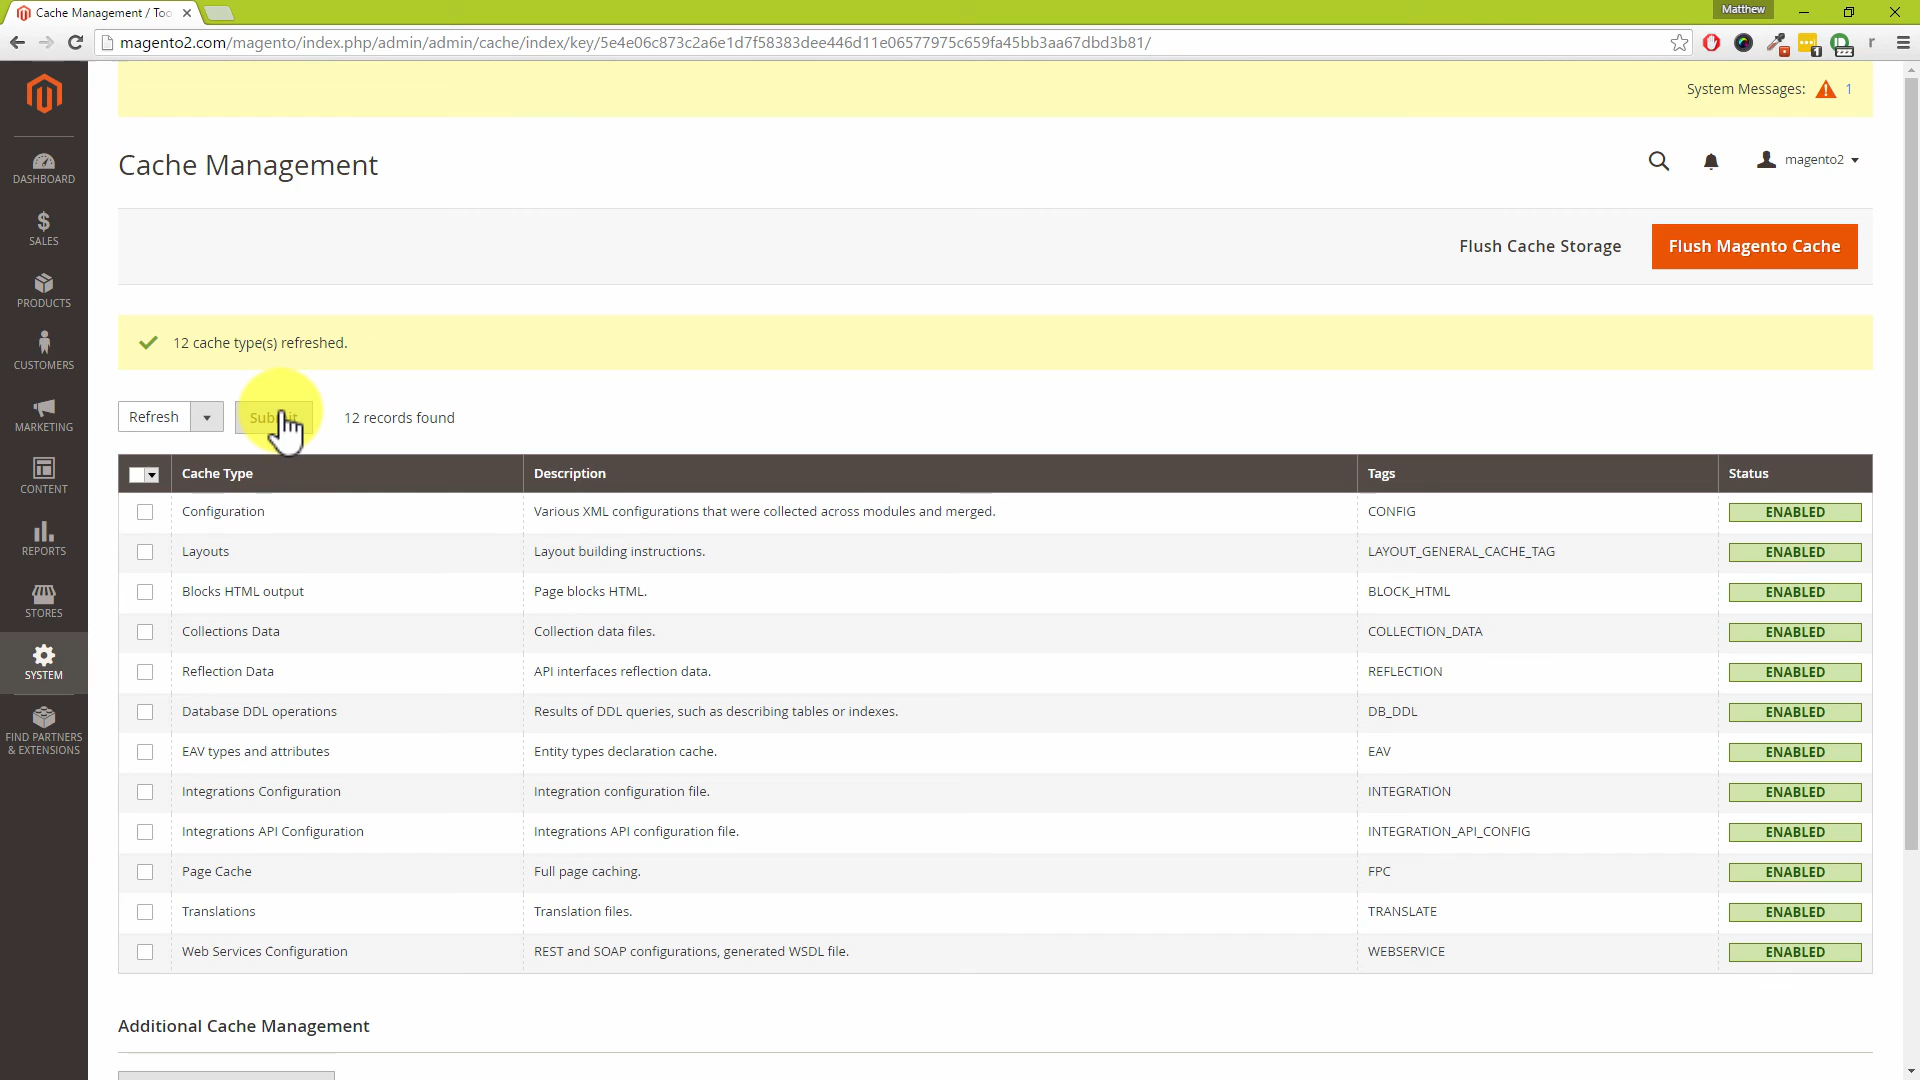 Cache Management / Too
Matthew
magento2.com/magento/index.php/admin/admin/cache/index/key/5e4e06c873c2a6e1d7f58383dee446d11e06577975c659fa45bb3aa67dbd3b81/
1
zzz
r
System Messages: 1
Cache Management
magento2
DASHBOARD
SALES
PRODUCTS
CUSTOMERS
MARKETING
CONTENT
REPORTS
STORES
SYSTEM
FIND PARTNERS
& EXTENSIONS
Flush Cache Storage
Flush Magento Cache
12 cache type(s) refreshed.
Refresh
Submit
12 records found
Cache Type Description Tags Status
Configuration Various XML configurations that were collected across modules and merged. CONFIG ENABLED
Layouts Layout building instructions. LAYOUT_GENERAL_CACHE_TAG ENABLED
Blocks HTML output Page blocks HTML. BLOCK_HTML ENABLED
Collections Data Collection data files. COLLECTION_DATA ENABLED
Reflection Data API interfaces reflection data. REFLECTION ENABLED
Database DDL operations Results of DDL queries, such as describing tables or indexes. DB_DDL ENABLED
EAV types and attributes Entity types declaration cache. EAV ENABLED
Integrations Configuration Integration configuration file. INTEGRATION ENABLED
Integrations API Configuration Integrations API configuration file. INTEGRATION_API_CONFIG ENABLED
Page Cache Full page caching. FPC ENABLED
Translations Translation files. TRANSLATE ENABLED
Web Services Configuration REST and SOAP configurations, generated WSDL file. WEBSERVICE ENABLED
Additional Cache Management